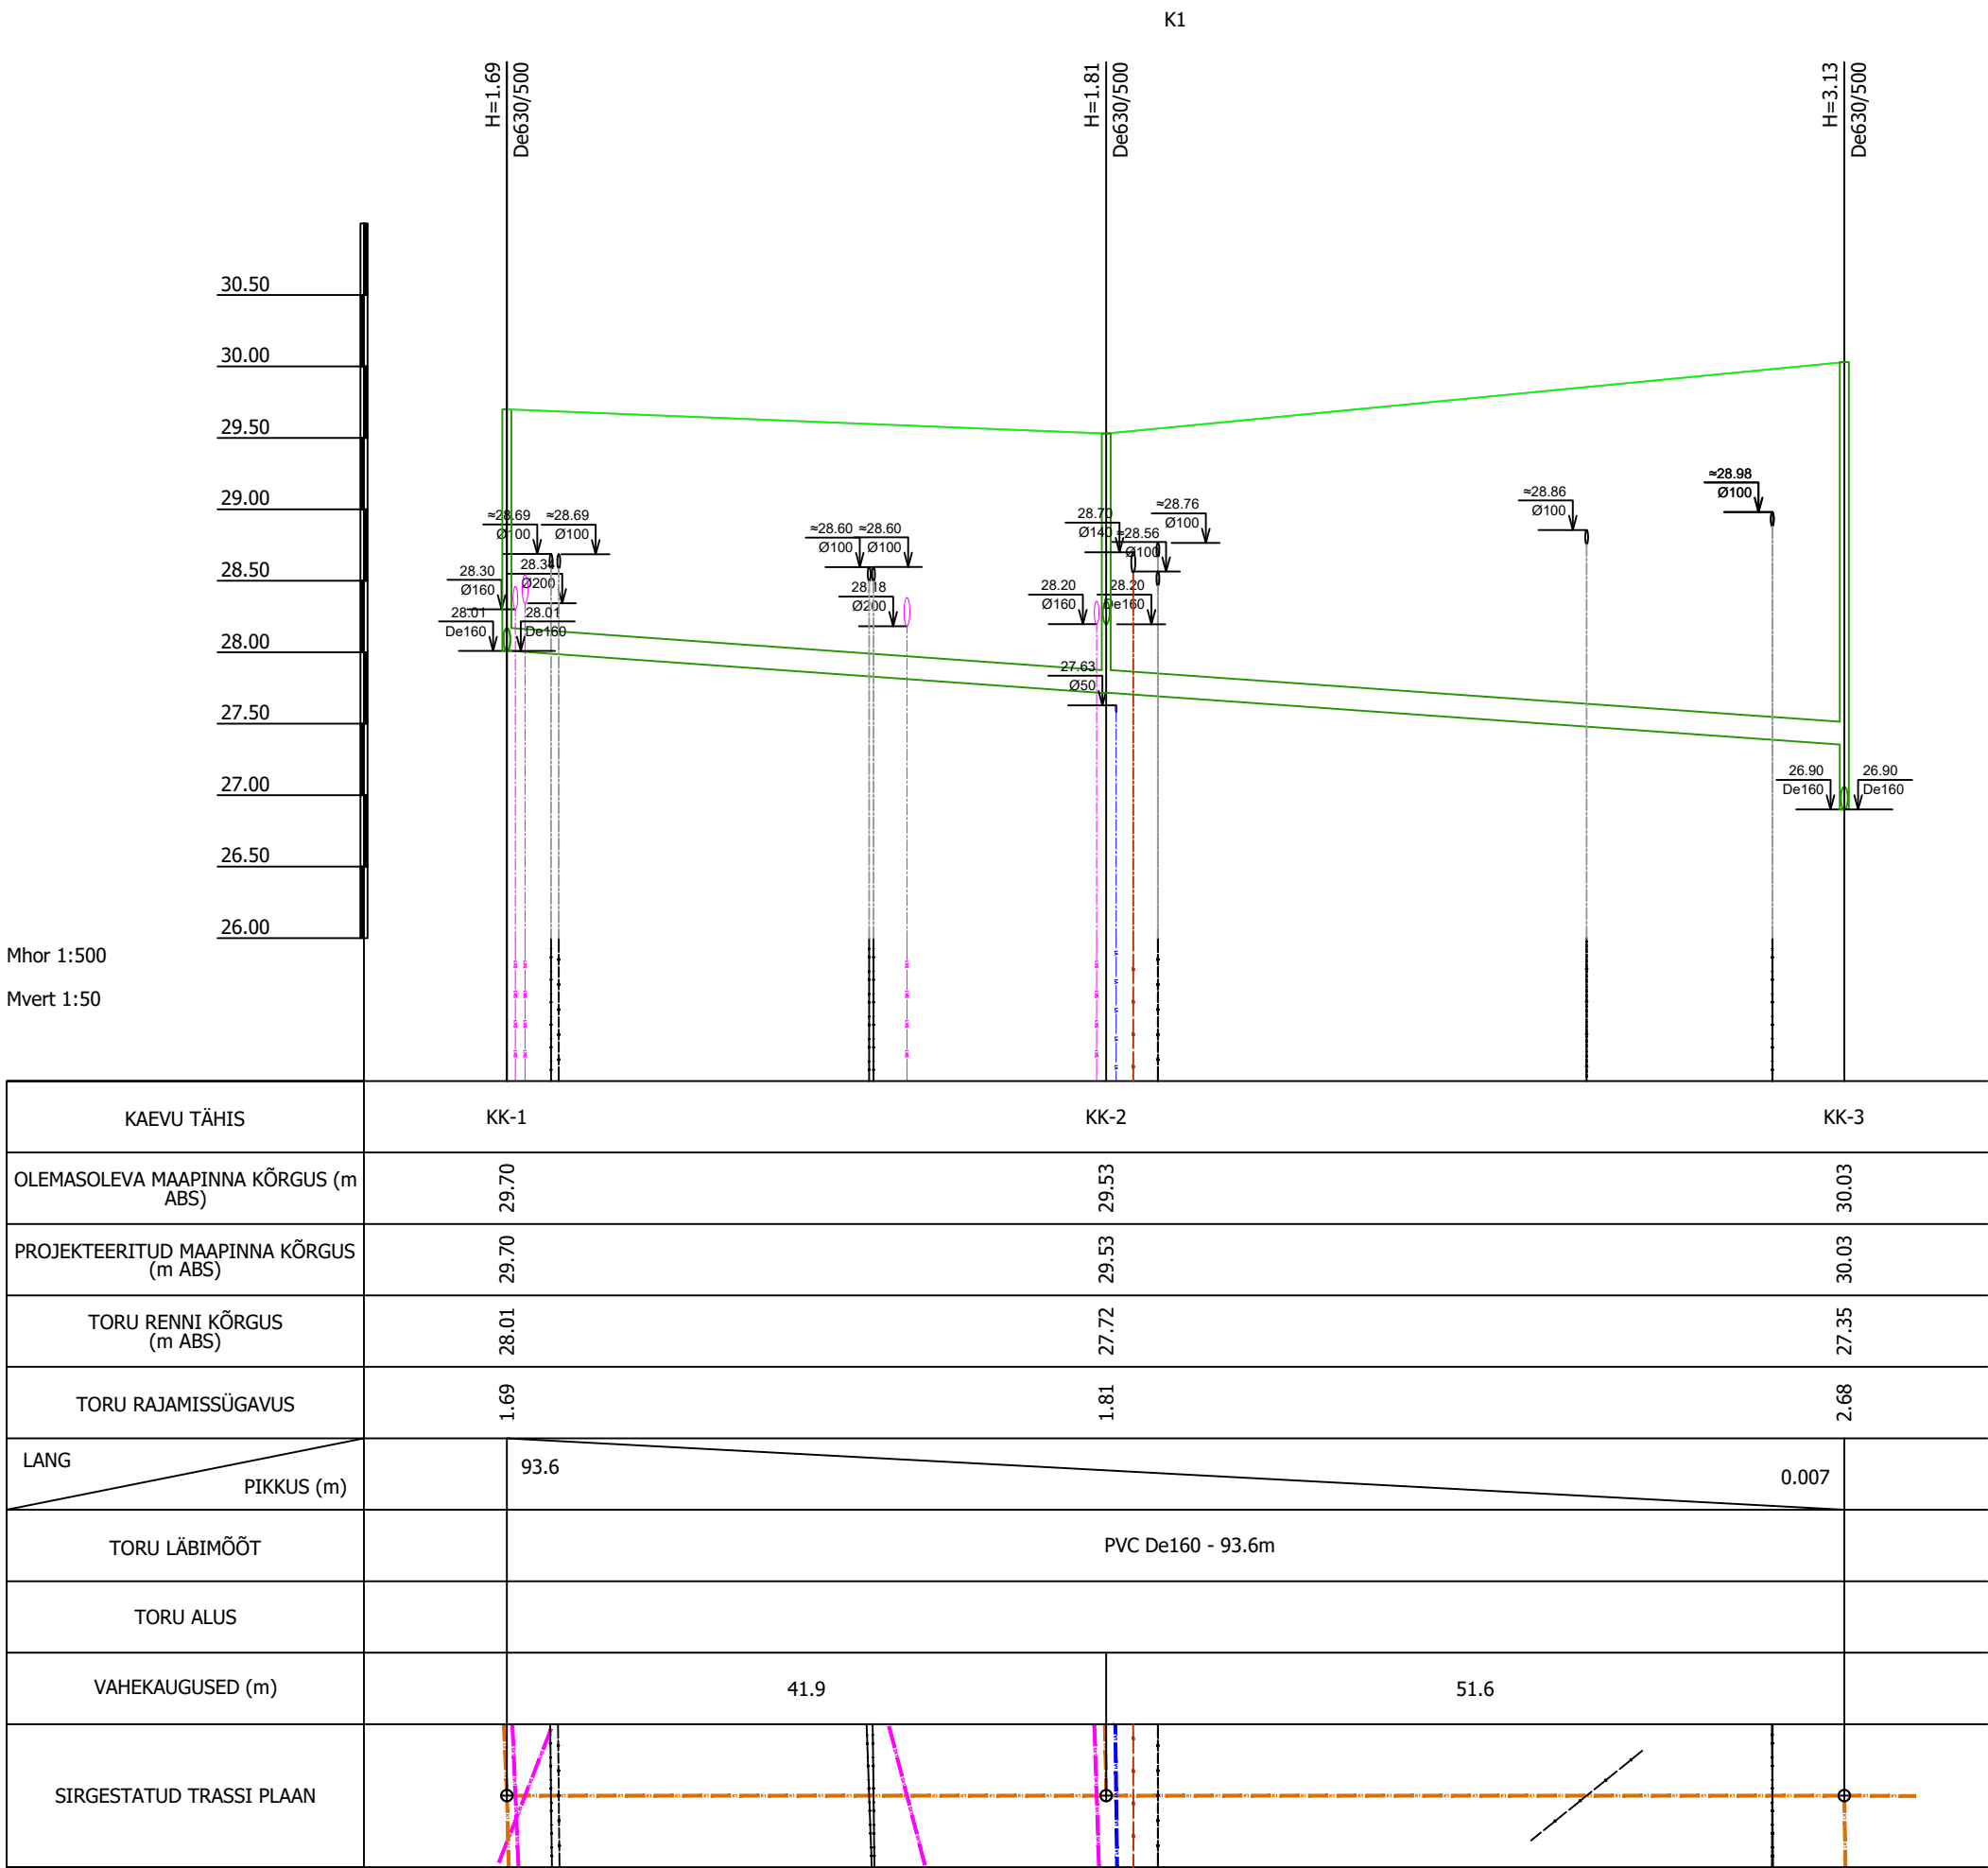 K1
H=1.69
De630/500
H=1.81
De630/500
H=3.13
De630/500
30.50
30.00
29.50
29.00
28.50
28.00
27.50
27.00
26.50
26.00
≈28.69
Ø100
≈28.69
Ø100
28.34
Ø200
28.30
Ø160
28.01
De160
28.01
De160
≈28.60
Ø100
≈28.60
Ø100
28.18
Ø200
28.70
Ø140
≈28.56
Ø100
≈28.76
Ø100
28.20
Ø160
28.20
De160
27.63
Ø50
≈28.86
Ø100
≈28.98
Ø100
26.90
De160
26.90
De160
Mhor 1:500
Mvert 1:50
KAEVU TÄHIS
KK-1
KK-2
KK-3
OLEMASOLEVA MAAPINNA KÕRGUS (m
ABS)
29.70
29.53
30.03
PROJEKTEERITUD MAAPINNA KÕRGUS
(m ABS)
29.70
29.53
30.03
TORU RENNI KÕRGUS
(m ABS)
28.01
27.72
27.35
TORU RAJAMISSÜGAVUS
1.69
1.81
2.68
LANG
PIKKUS (m)
93.6
0.007
TORU LÄBIMÕÕT
PVC De160 - 93.6m
TORU ALUS
VAHEKAUGUSED (m)
41.9
51.6
SIRGESTATUD TRASSI PLAAN